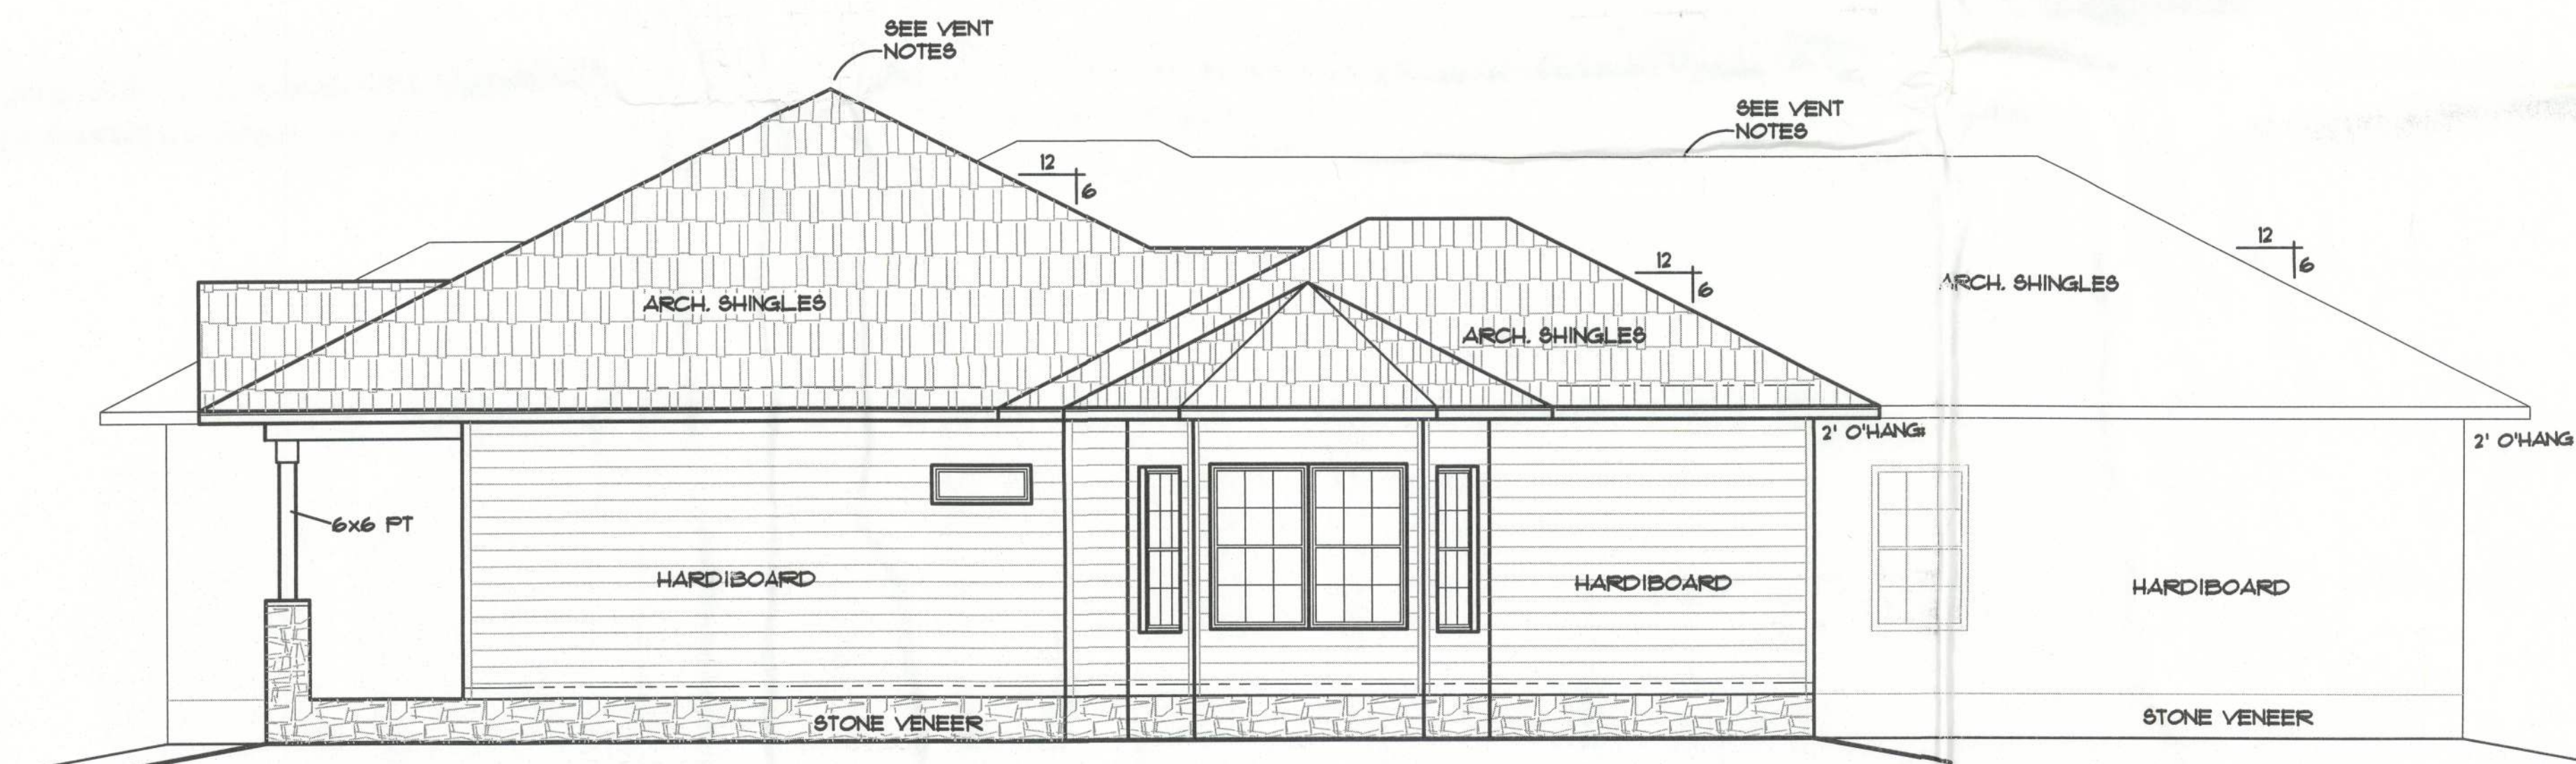 SEE VENT
NOTES
SEE VENT
NOTES
12
6
12
6
12
6
ARCH. SHINGLES
ARCH. SHINGLES
ARCH. SHINGLES
2' O'HANG
2' O'HANG
6x6 PT
HARDIBOARD
HARDIBOARD
HARDIBOARD
STONE VENEER
STONE VENEER